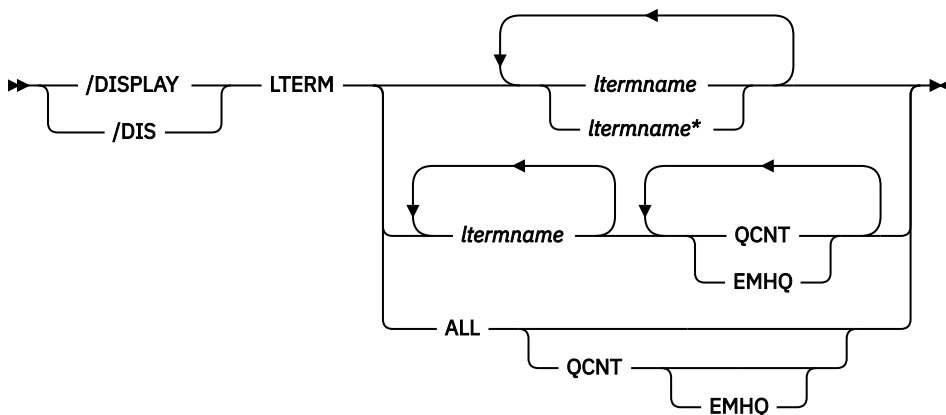 /DISPLAY LTERM ltermname
/DIS ltermname*
ltermname QCNT
EMHQ
ALL
QCNT
EMHQ